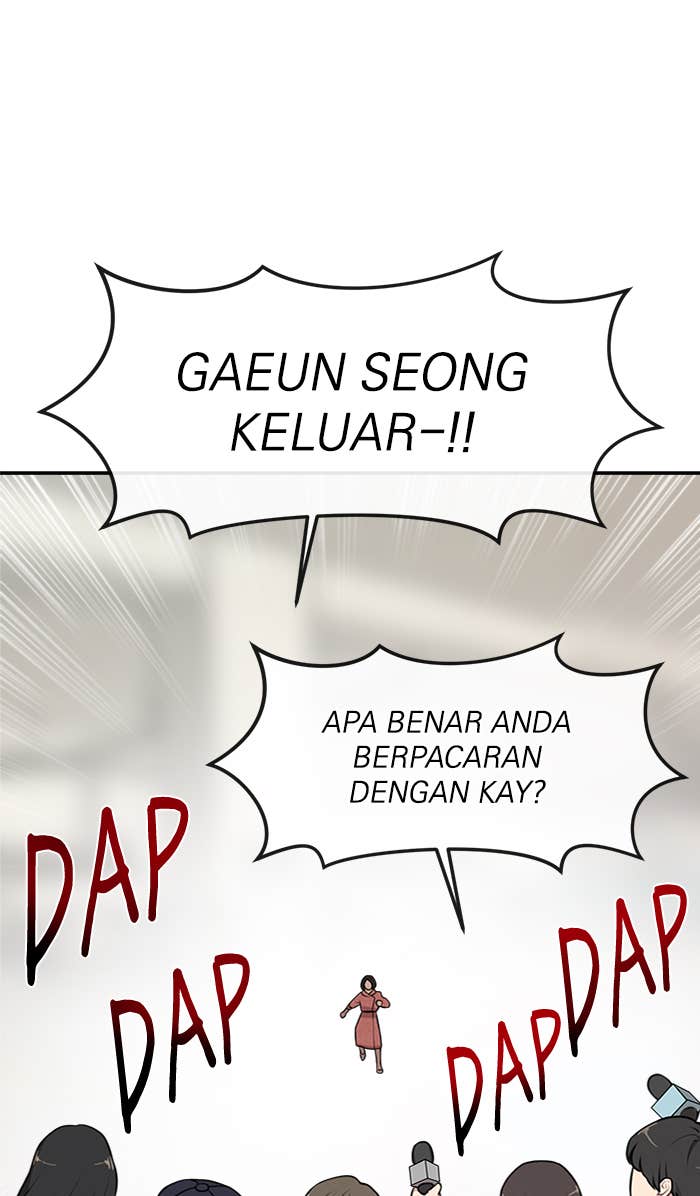 GAEUN SEONG
KELUAR-!!
APA BENAR ANDA
BERPACARAN
DENGAN KAY?
DAP
DAP
DAP
DAP